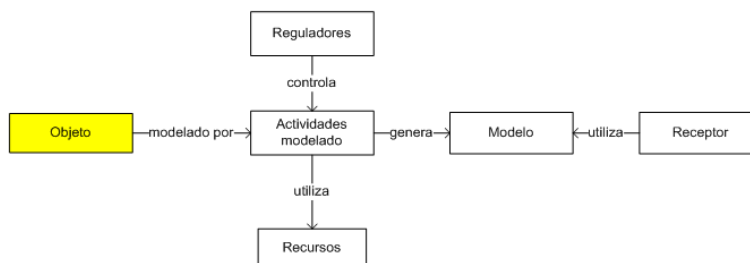 Reguladores
controla
Objeto
modelado por
Actividades
modelado
genera
Modelo
utiliza
Receptor
utiliza
Recursos